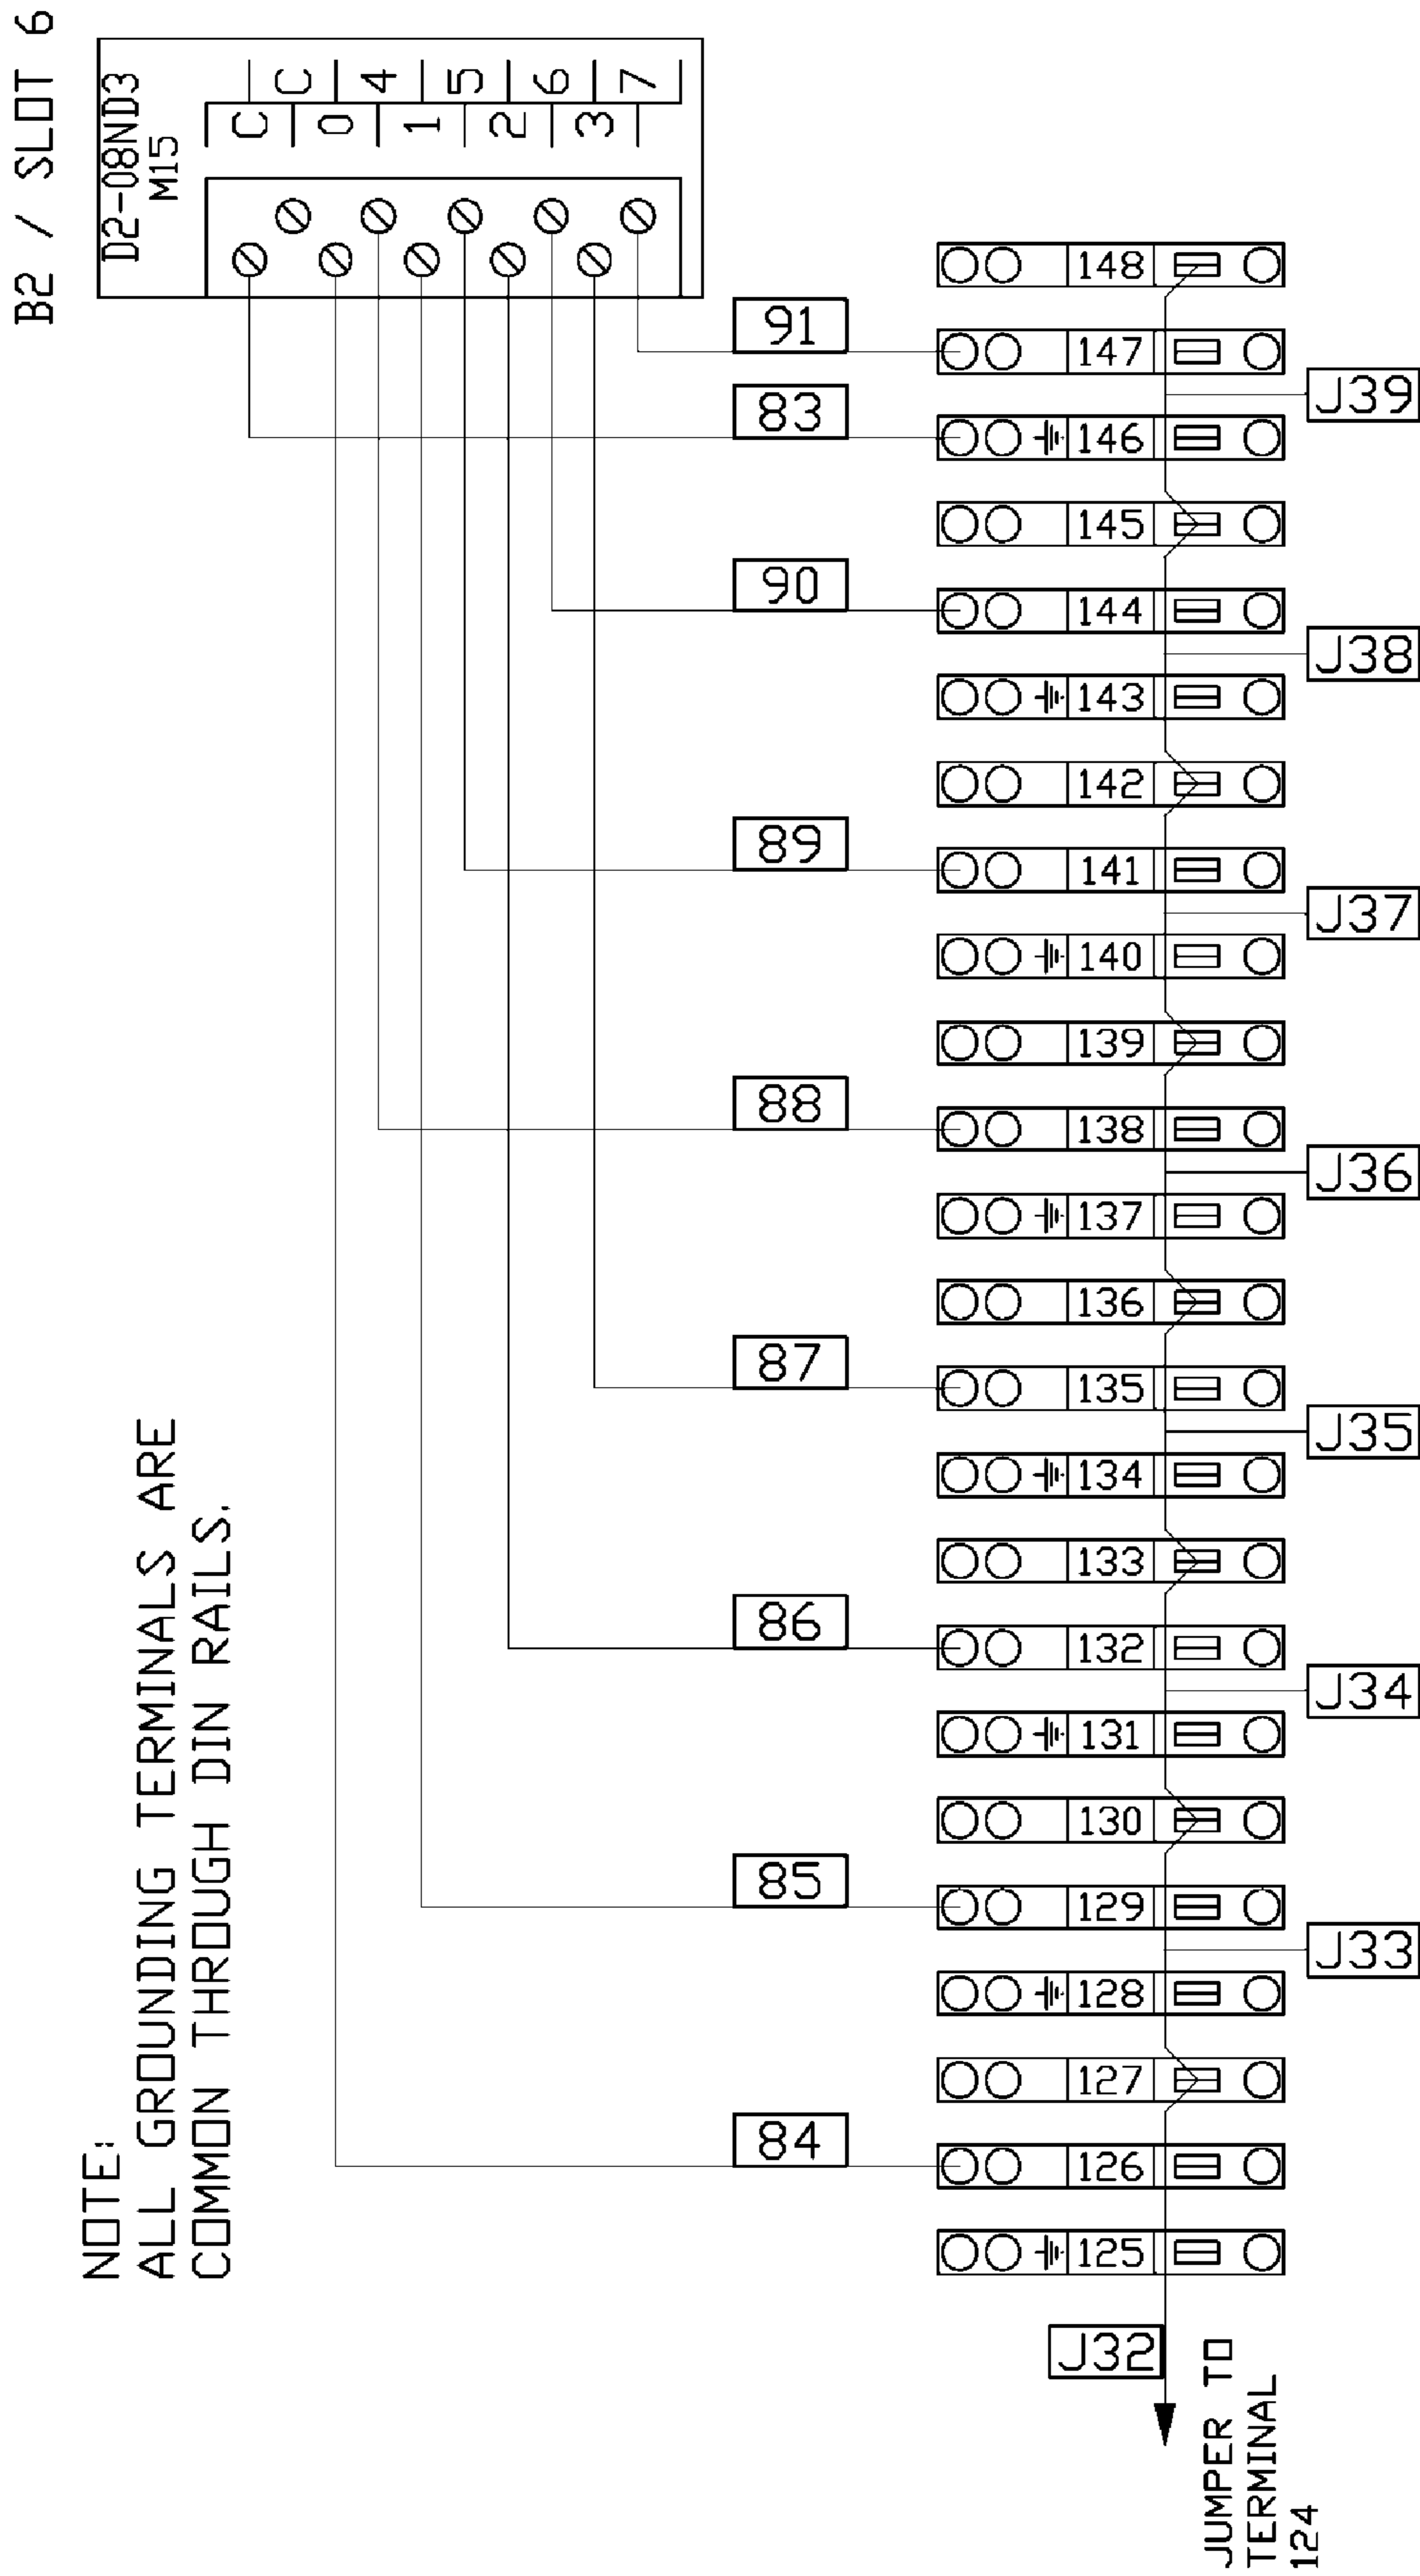 B2 / SLOT 6
D2-08ND3
M15
C
C
0
4
1
5
2
6
3
7
NOTE:
ALL GROUNDING TERMINALS ARE
COMMON THROUGH DIN RAILS.
91
83
90
89
88
87
86
85
84
148
147
146
145
144
143
142
141
140
139
138
137
136
135
134
133
132
131
130
129
128
127
126
125
J39
J38
J37
J36
J35
J34
J33
J32
JUMPER TO
TERMINAL
124